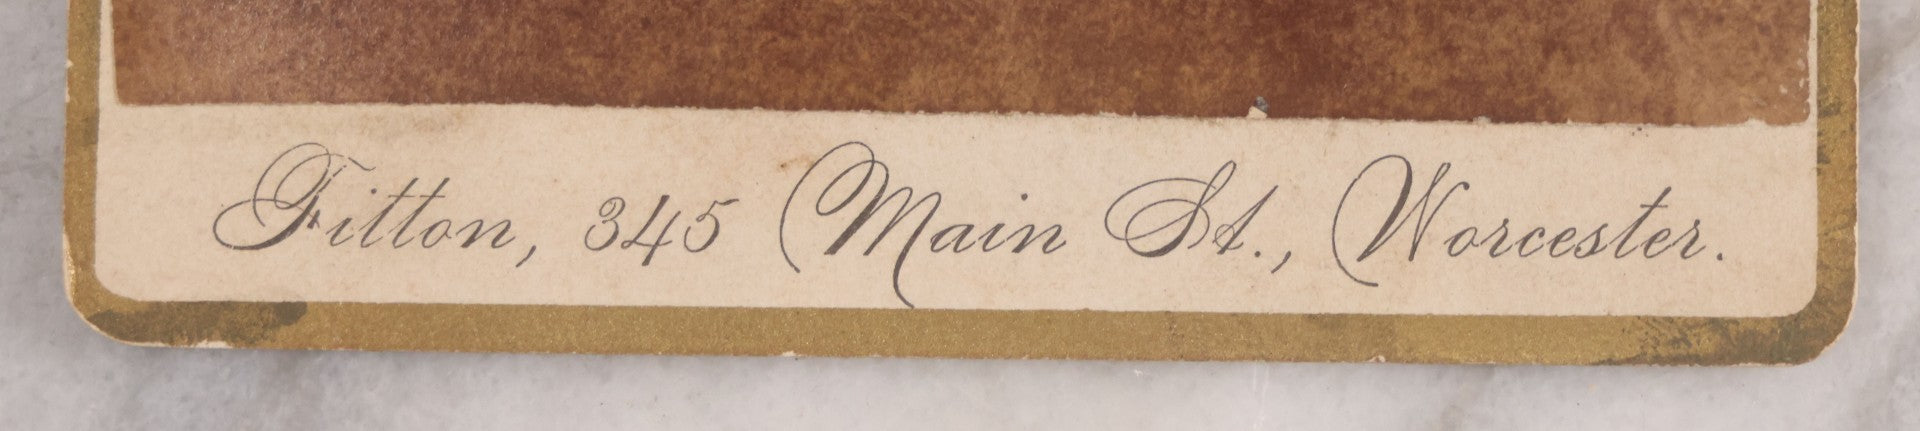 Fitton, 345 Main St., Worcester.